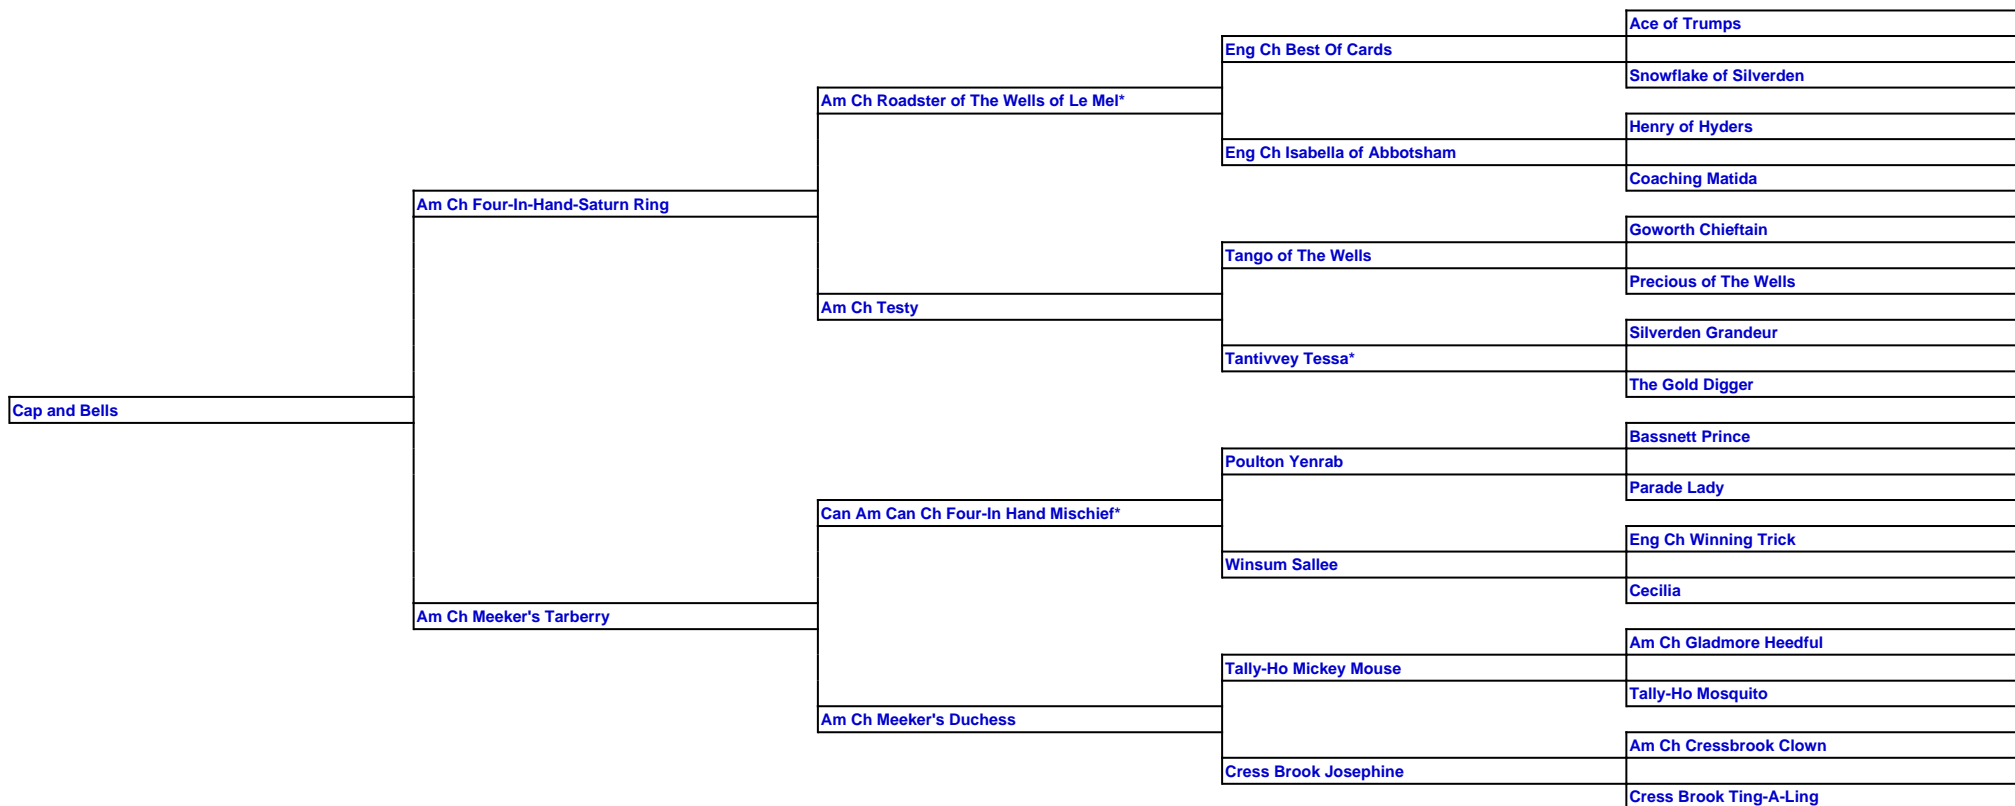 Ace of Trumps
Eng Ch Best Of Cards
Snowflake of Silverden
Am Ch Roadster of The Wells of Le Mel*
Henry of Hyders
Eng Ch Isabella of Abbotsham
Coaching Matida
Am Ch Four-In-Hand-Saturn Ring
Goworth Chieftain
Tango of The Wells
Precious of The Wells
Am Ch Testy
Silverden Grandeur
Tantivvey Tessa*
The Gold Digger
Cap and Bells
Bassnett Prince
Poulton Yenrab
Parade Lady
Can Am Can Ch Four-In Hand Mischief*
Eng Ch Winning Trick
Winsum Sallee
Cecilia
Am Ch Meeker's Tarberry
Am Ch Gladmore Heedful
Tally-Ho Mickey Mouse
Tally-Ho Mosquito
Am Ch Meeker's Duchess
Am Ch Cressbrook Clown
Cress Brook Josephine
Cress Brook Ting-A-Ling